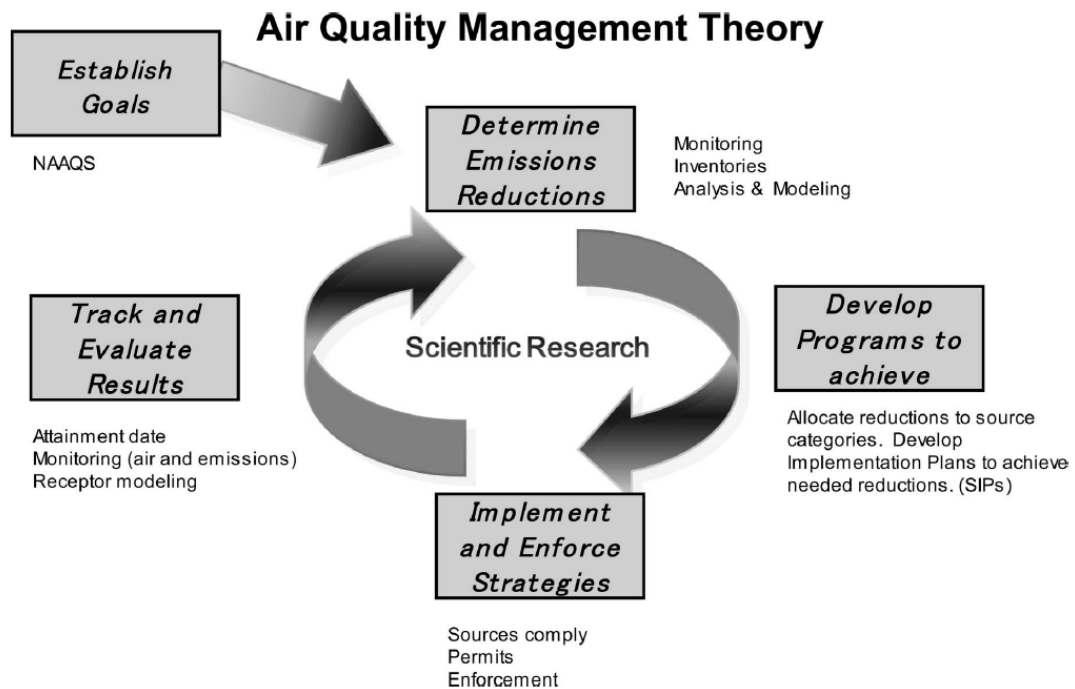 Air Quality Management Theory
Establish
Goals
NAAQS
Determine
Emissions
Reductions
Monitoring
Inventories
Analysis & Modeling
Develop
Programs to
achieve
Allocate reductions to source
categories. Develop
Implementation Plans to achieve
needed reductions. (SIPs)
Implement
and Enforce
Strategies
Sources comply
Permits
Enforcement
Track and
Evaluate
Results
Attainment date
Monitoring (air and emissions)
Receptor modeling
Scientific Research